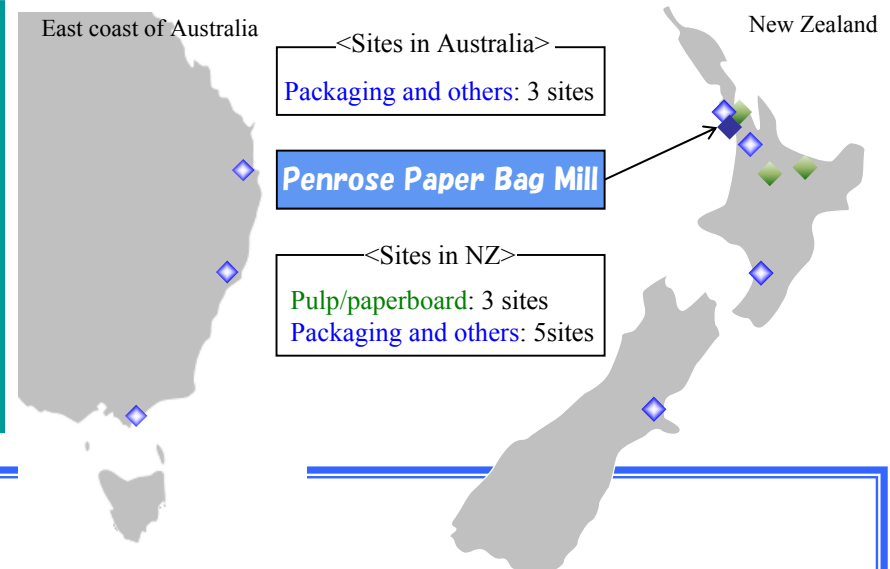 East coast of Australia
New Zealand
<Sites in Australia>
Packaging and others: 3 sites
Penrose Paper Bag Mill
<Sites in NZ>
Pulp/paperboard: 3 sites
Packaging and others: 5sites